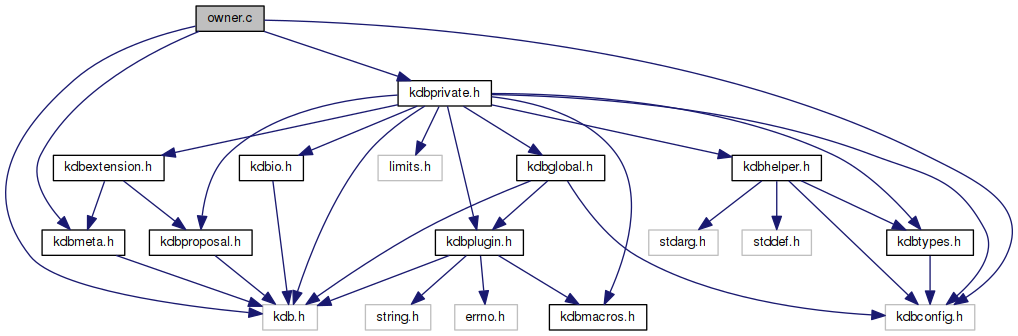 owner.c
kdbprivate.h
kdbextension.h
kdbio.h
limits.h
kdbglobal.h
kdbhelper.h
kdbmeta.h
kdbproposal.h
kdbplugin.h
stdarg.h
stddef.h
kdbtypes.h
kdb.h
string.h
errno.h
kdbmacros.h
kdbconfig.h